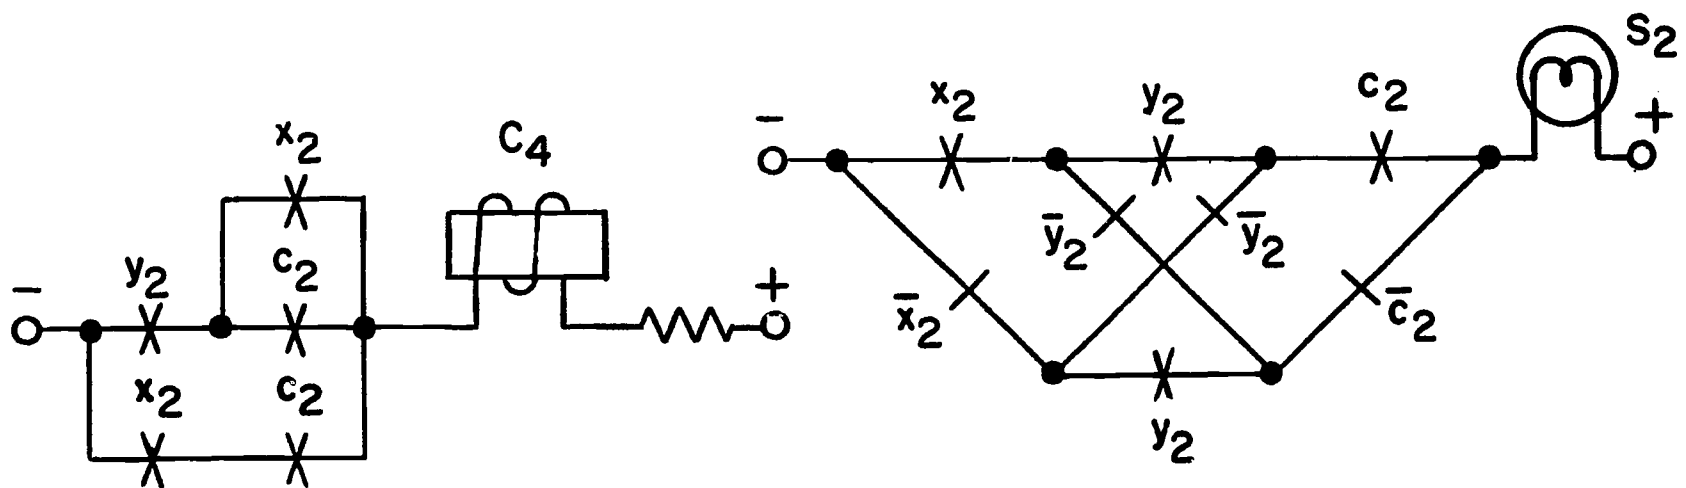 x₂
C₄
y₂
c₂
−
+
x₂
c₂
−
x₂
y₂
c₂
S₂
+
x̄₂
ȳ₂
ȳ₂
c̄₂
y₂